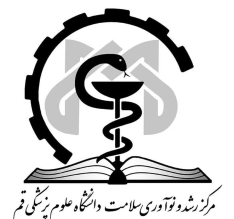 مرکز رشد و نوآوری سلامت دانشگاه علوم پزشکی قم